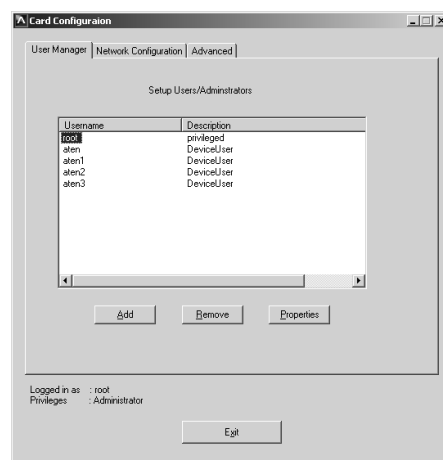 Card Configuraion
User Manager Network Configuration Advanced
Setup Users/Adminstrators
Username Description
root privileged
aten DeviceUser
aten1 DeviceUser
aten2 DeviceUser
aten3 DeviceUser
Add Remove Properties
Logged in as : root
Privileges : Administrator
Exit